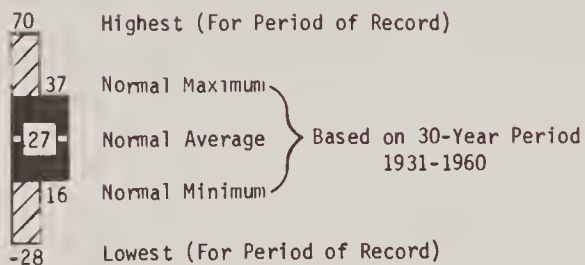 70 Highest (For Period of Record)
37 Normal Maximum
27 Normal Average
Based on 30-Year Period
1931-1960
16 Normal Minimum
-28 Lowest (For Period of Record)